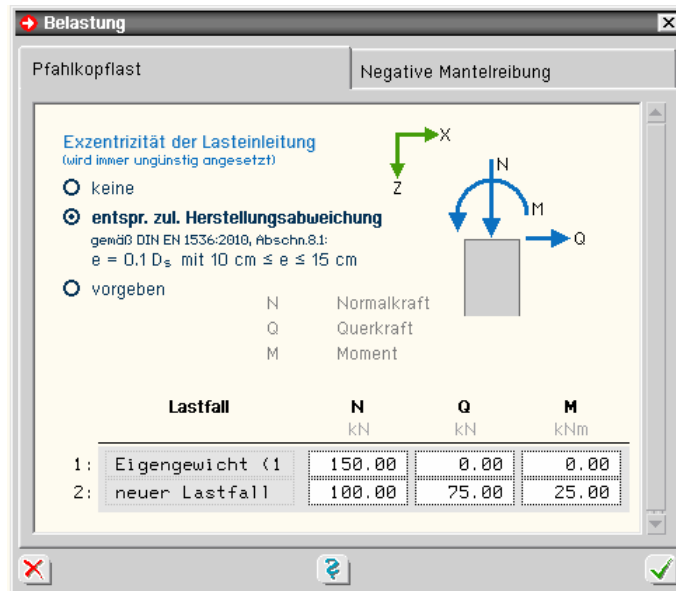 Belastung
Pfahlkopflast
Negative Mantelreibung
Exzentrizität der Lasteinleitung
(wird immer ungünstig angesetzt)
keine
entspr. zul. Herstellungsabweichung
gemäß DIN EN 1536:2010, Abschn.8.1:
e = 0.1 Dₛ mit 10 cm ≤ e ≤ 15 cm
vorgeben
X
Z
N
M
Q
N Normalkraft
Q Querkraft
M Moment
Lastfall N Q M
kN kN kNm
1: Eigengewicht (1 150.00 0.00 0.00
2: neuer Lastfall 100.00 75.00 25.00